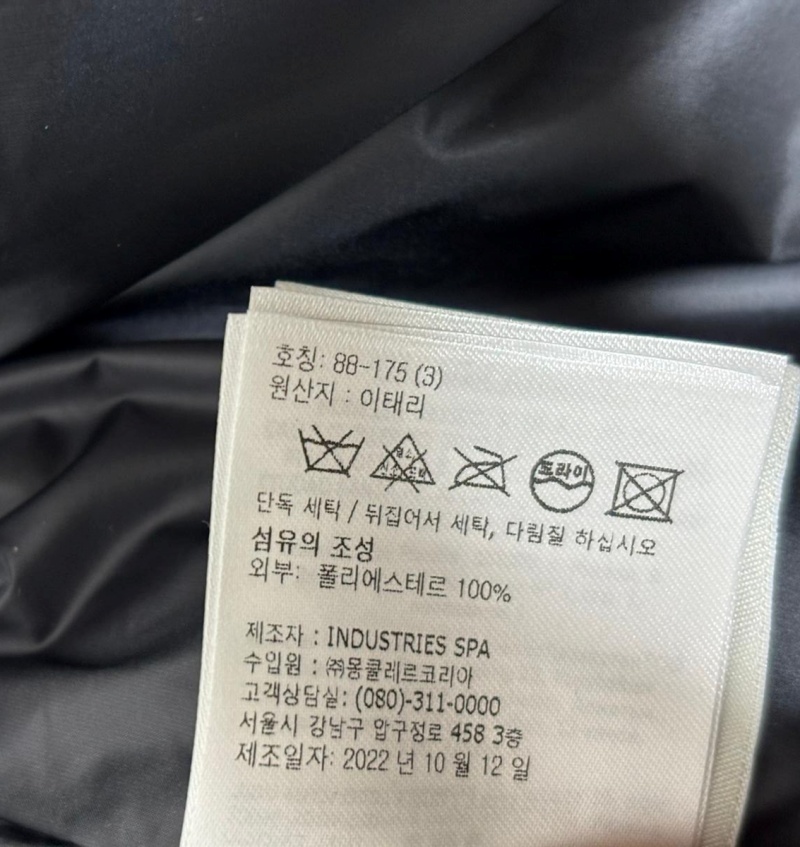 호칭: 88-175 (3)
원산지 : 이태리
드라이
단독 세탁 / 뒤집어서 세탁, 다림질 하십시오
섬유의 조성
외부: 폴리에스테르 100%
제조자 : INDUSTRIES SPA
수입원 : ㈜몽클레르코리아
고객상담실: (080)-311-0000
서울시 강남구 압구정로 458 3층
제조일자: 2022 년 10 월 12 일